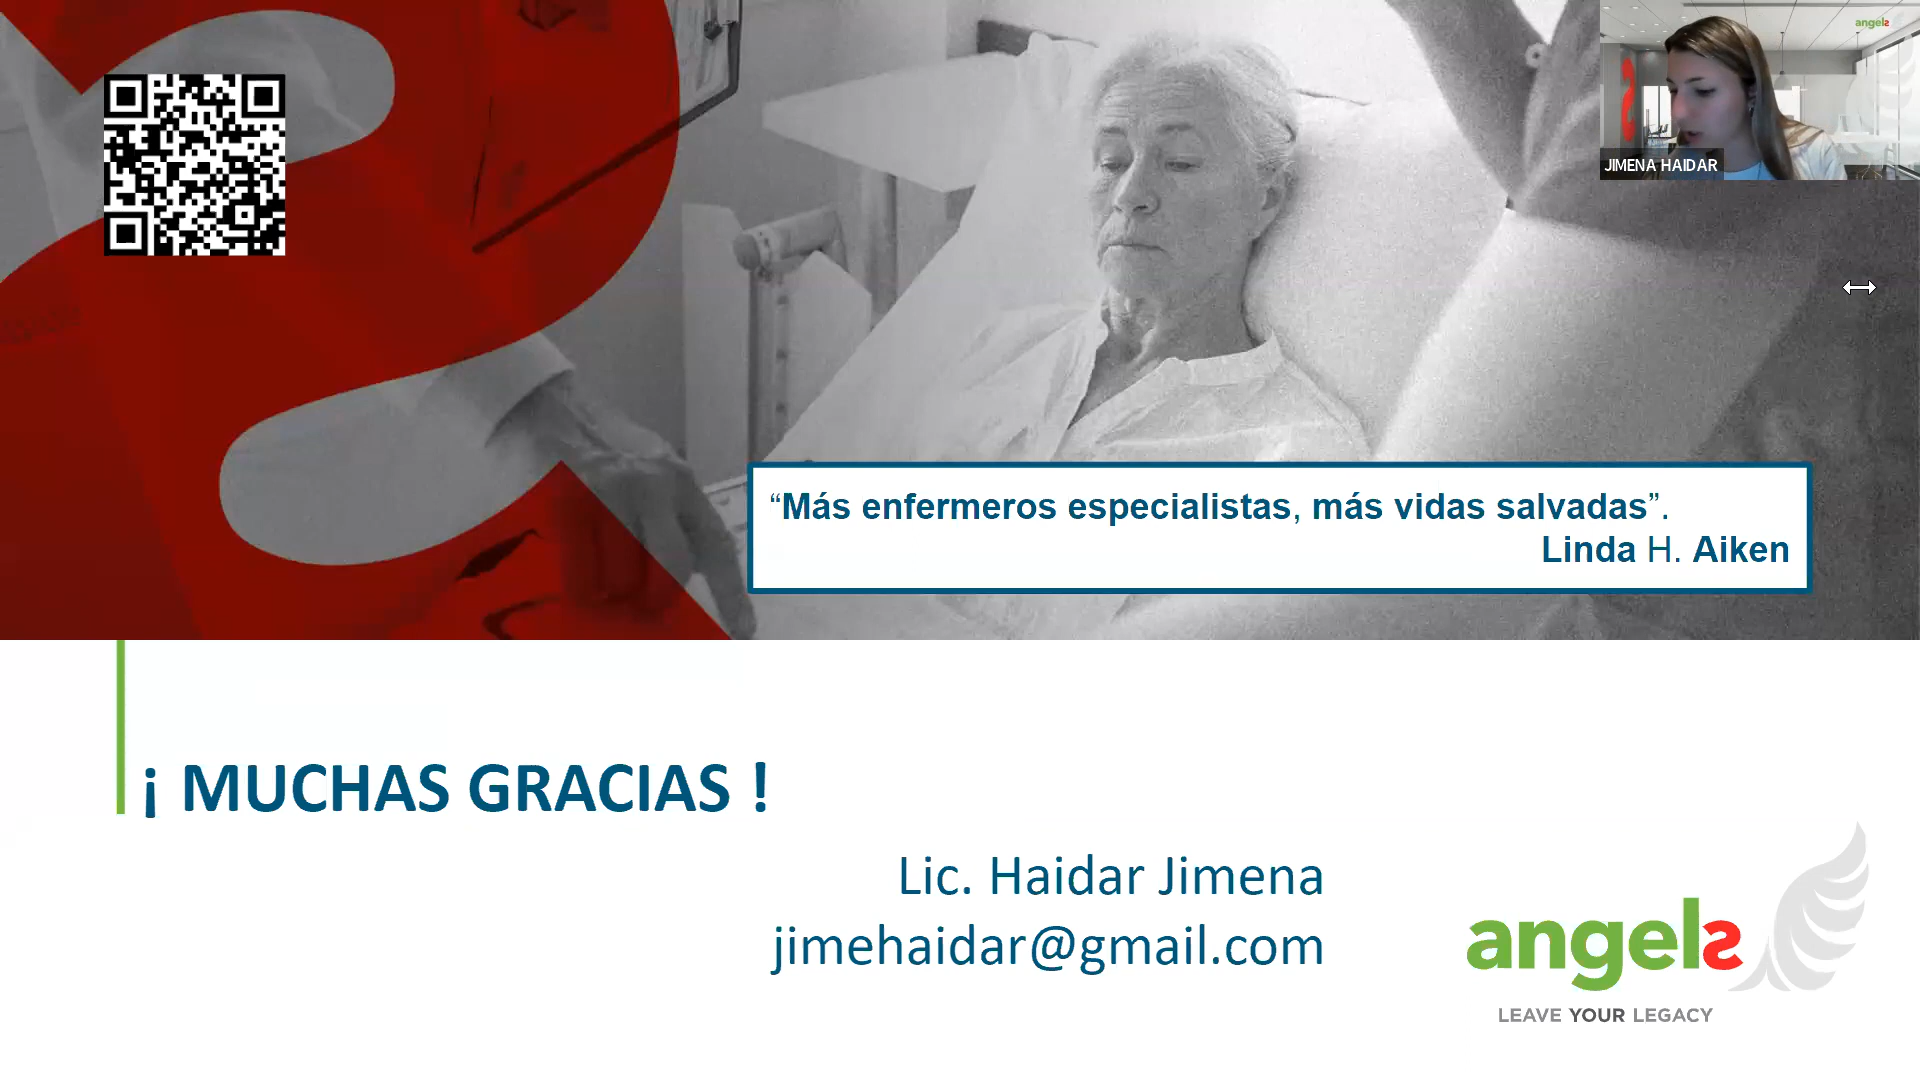 angels
JIMENA HAIDAR
“Más enfermeros especialistas, más vidas salvadas”.
Linda H. Aiken
¡ MUCHAS GRACIAS !
Lic. Haidar Jimena
jimehaidar@gmail.com
angels
LEAVE YOUR LEGACY